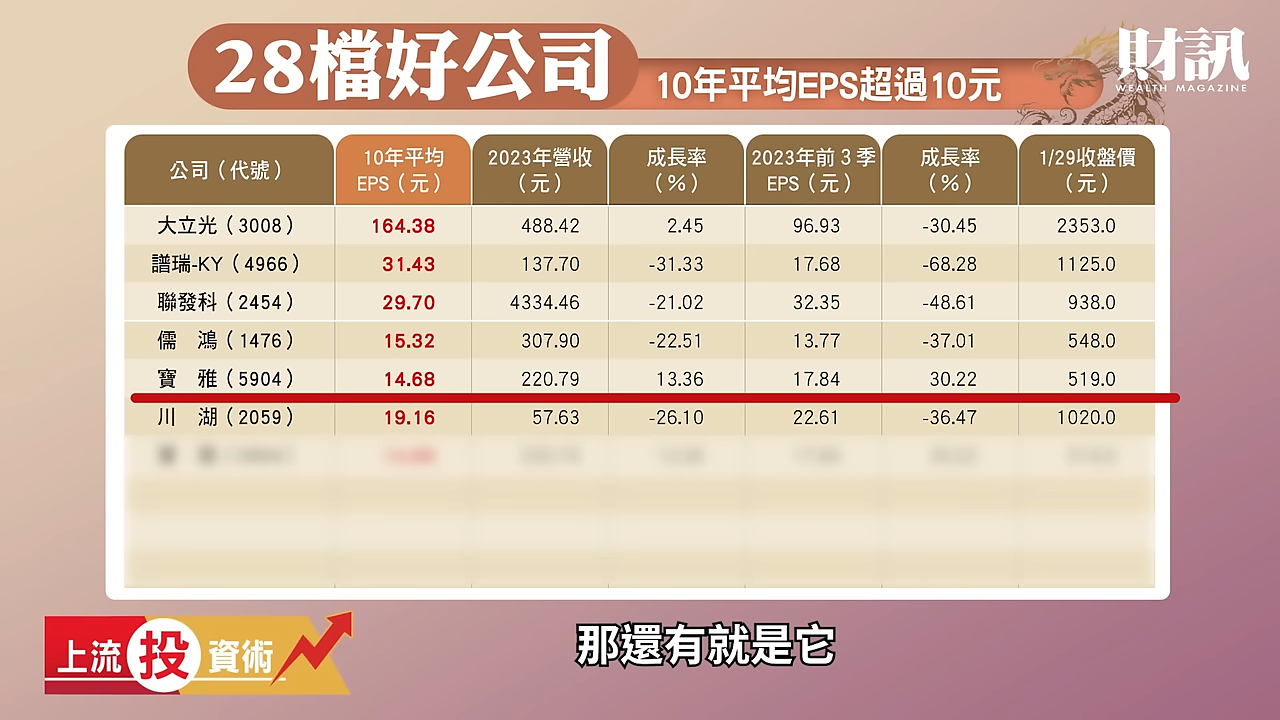 28檔好公司
10年平均EPS超過10元
財訊
WEALTH MAGAZINE
公司（代號） 10年平均EPS（元） 2023年營收（元） 成長率（%） 2023年前3季EPS（元） 成長率（%） 1/29收盤價（元）
大立光（3008） 164.38 488.42 2.45 96.93 -30.45 2353.0
譜瑞-KY（4966） 31.43 137.70 -31.33 17.68 -68.28 1125.0
聯發科（2454） 29.70 4334.46 -21.02 32.35 -48.61 938.0
儒　鴻（1476） 15.32 307.90 -22.51 13.77 -37.01 548.0
寶　雅（5904） 14.68 220.79 13.36 17.84 30.22 519.0
川　湖（2059） 19.16 57.63 -26.10 22.61 -36.47 1020.0
上流投資術
那還有就是它